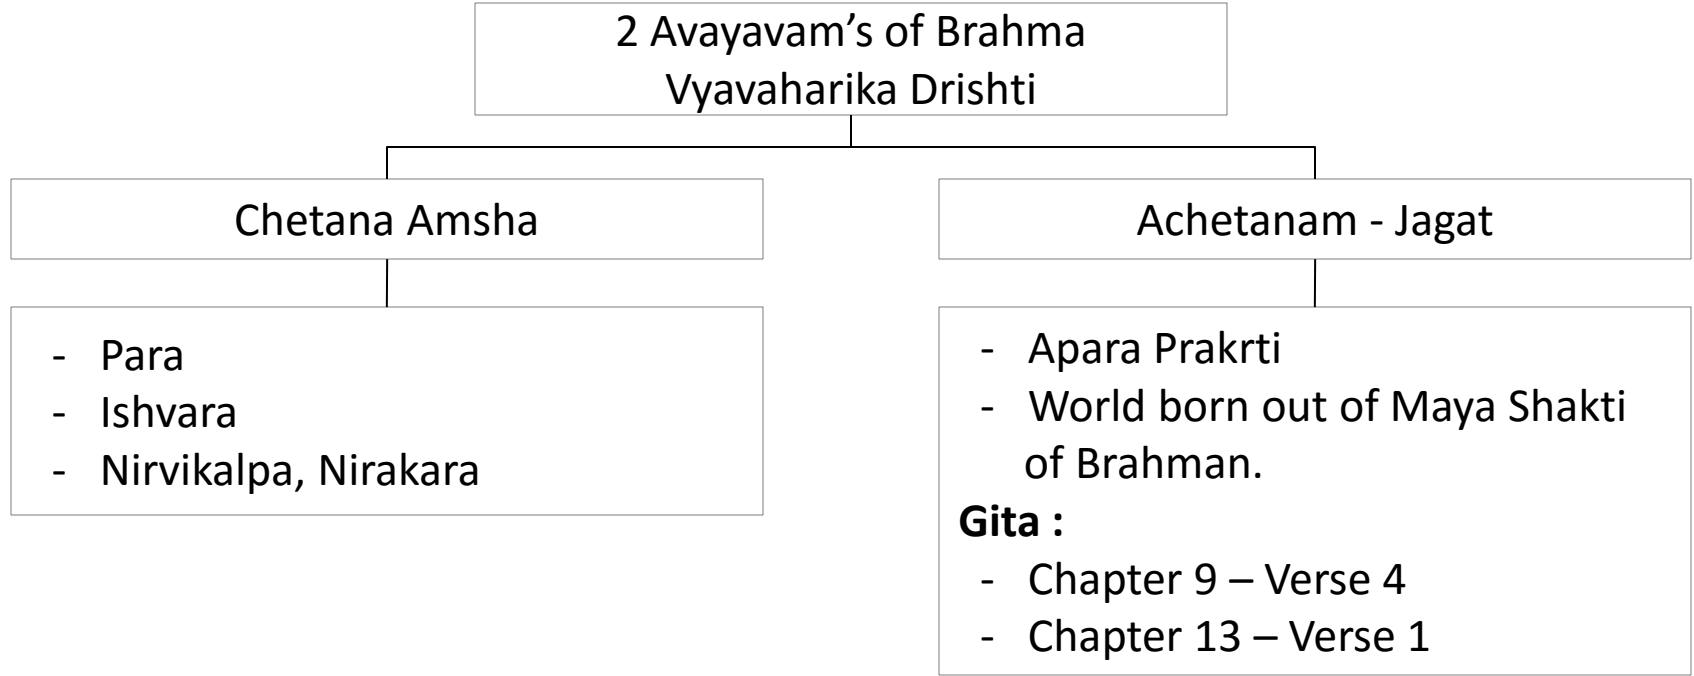 2 Avayavam’s of Brahma
Vyavaharika Drishti
Chetana Amsha
- Para
- Ishvara
- Nirvikalpa, Nirakara
Achetanam - Jagat
- Apara Prakrti
- World born out of Maya Shakti
of Brahman.
Gita :
- Chapter 9 – Verse 4
- Chapter 13 – Verse 1